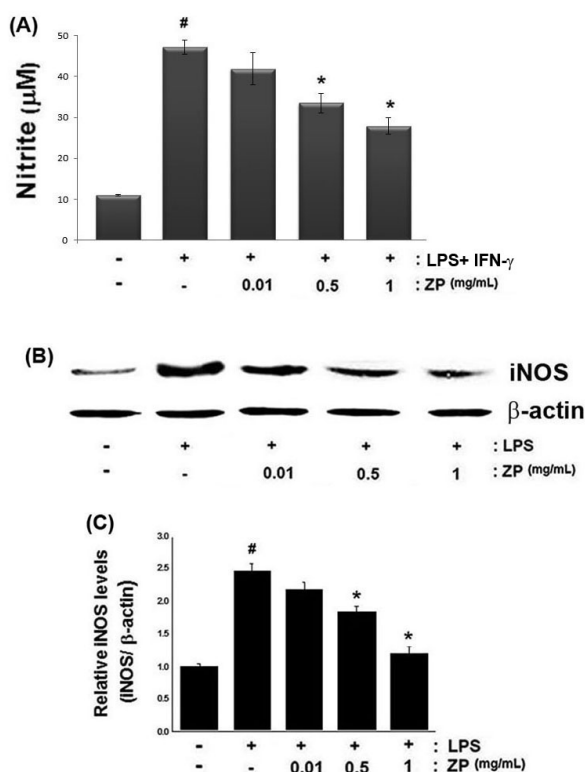 (A)
Nitrite (μM)
50
40
30
20
10
0
#
*
*
- + + + + : LPS+ IFN-γ
- - 0.01 0.5 1 : ZP (mg/mL)
(B)
iNOS
β-actin
- + + + + : LPS
- - 0.01 0.5 1 : ZP (mg/mL)
(C)
Relative iNOS levels
(iNOS/ β-actin)
3.0
2.5
2.0
1.5
1.0
0.5
0.0
#
*
*
- + + + + : LPS
- - 0.01 0.5 1 : ZP (mg/mL)